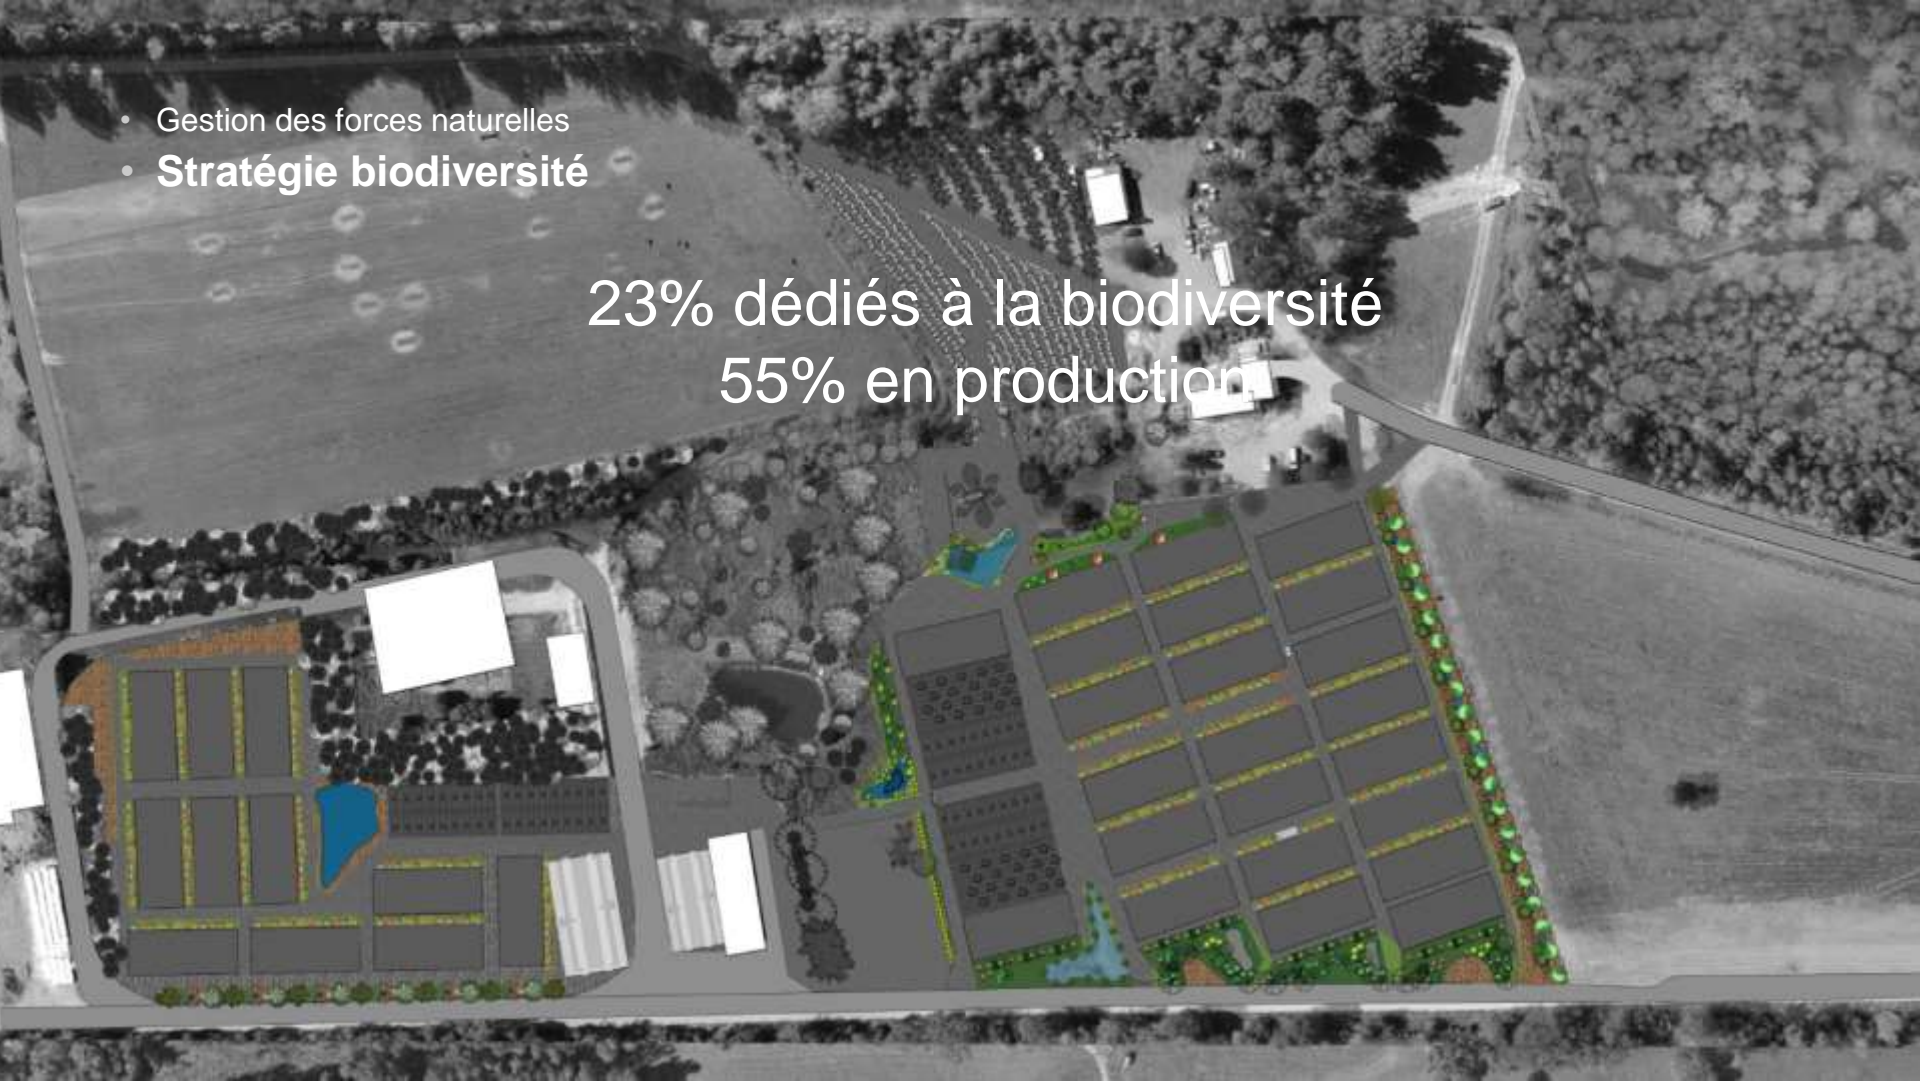 • Gestion des forces naturelles
• Stratégie biodiversité
23% dédiés à la biodiversité
55% en production